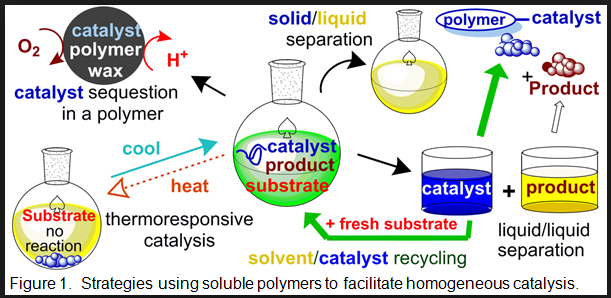 O2
catalyst
polymer
wax
H+
catalyst sequestion
in a polymer
solid/liquid
separation
polymer
catalyst
+
Product
cool
heat
catalyst
product
substrate
Substrate
no
reaction
thermoresponsive
catalysis
catalyst
+
product
+ fresh substrate
liquid/liquid
separation
solvent/catalyst recycling
Figure 1. Strategies using soluble polymers to facilitate homogeneous catalysis.